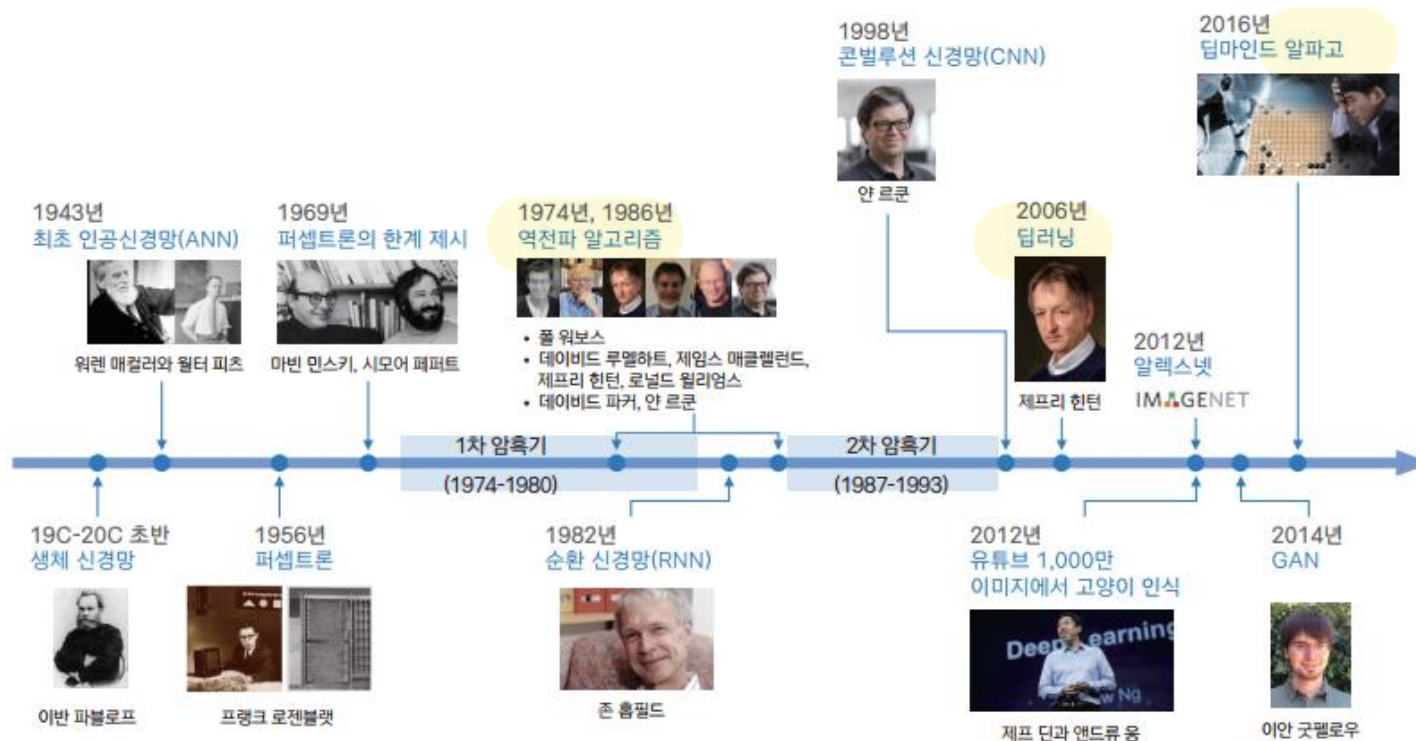 1998년
콘벌루션 신경망(CNN)
얀 르쿤
2016년
딥마인드 알파고
1943년
최초 인공신경망(ANN)
워렌 매컬러와 월터 피츠
1969년
퍼셉트론의 한계 제시
마빈 민스키, 시모어 페퍼트
1974년, 1986년
역전파 알고리즘
• 폴 워보스
• 데이비드 루멜하트, 제임스 매클렐런드,
제프리 힌턴, 로널드 윌리엄스
• 데이비드 파커, 얀 르쿤
2006년
딥러닝
제프리 힌턴
2012년
알렉스넷
IMAGENET
1차 암흑기
(1974-1980)
2차 암흑기
(1987-1993)
19C-20C 초반
생체 신경망
이반 파블로프
1956년
퍼셉트론
프랭크 로젠블랫
1982년
순환 신경망(RNN)
존 홉필드
2012년
유튜브 1,000만
이미지에서 고양이 인식
Deep Learning
w Ng
제프 딘과 앤드류 응
2014년
GAN
이안 굿펠로우